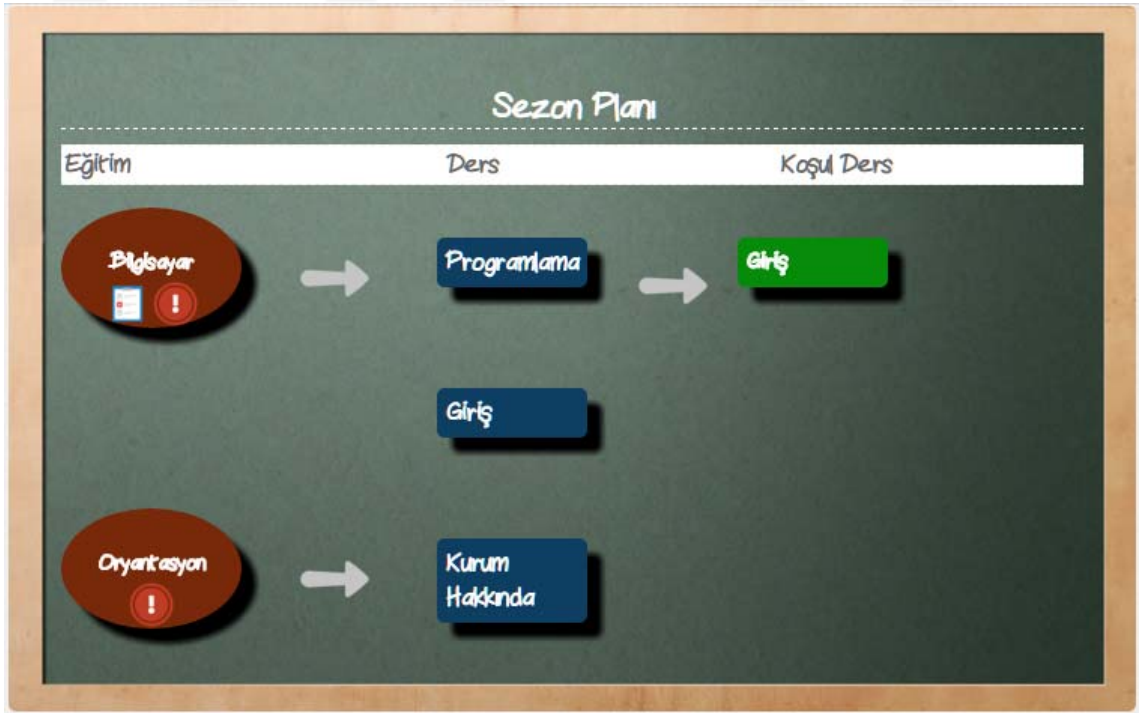 Sezon Planı
Eğitim Ders Koşul Ders
Bilgisayar Programlama Giriş
Giriş
Oryantasyon Kurum
Hakkında